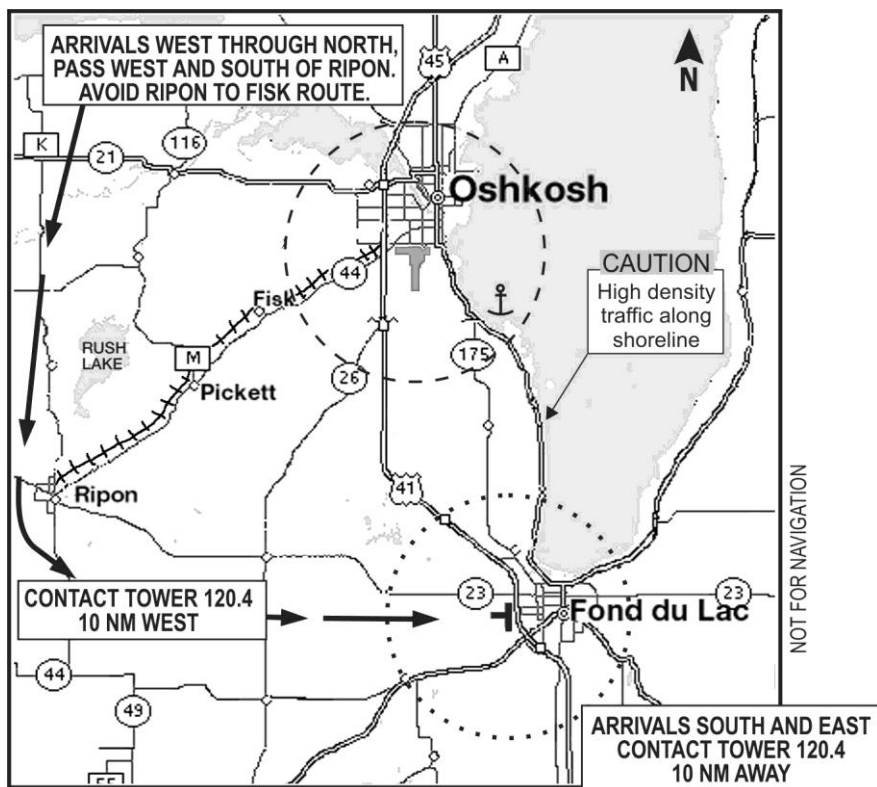 ARRIVALS WEST THROUGH NORTH,
PASS WEST AND SOUTH OF RIPON.
AVOID RIPON TO FISK ROUTE.
45
A
N
K
116
21
Oshkosh
44
CAUTION
High density
traffic along
shoreline
Fisk
RUSH
LAKE
M
175
26
Pickett
Ripon
41
NOT FOR NAVIGATION
CONTACT TOWER 120.4
10 NM WEST
23
23
Fond du Lac
44
49
ARRIVALS SOUTH AND EAST
CONTACT TOWER 120.4
10 NM AWAY